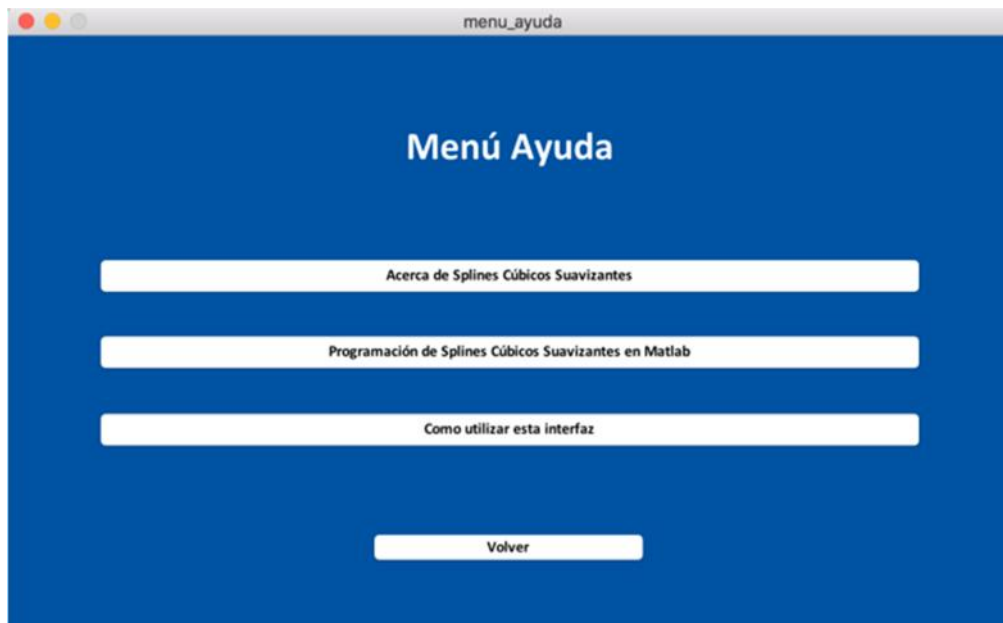 menu_ayuda
Menú Ayuda
Acerca de Splines Cúbicos Suavizantes
Programación de Splines Cúbicos Suavizantes en Matlab
Como utilizar esta interfaz
Volver